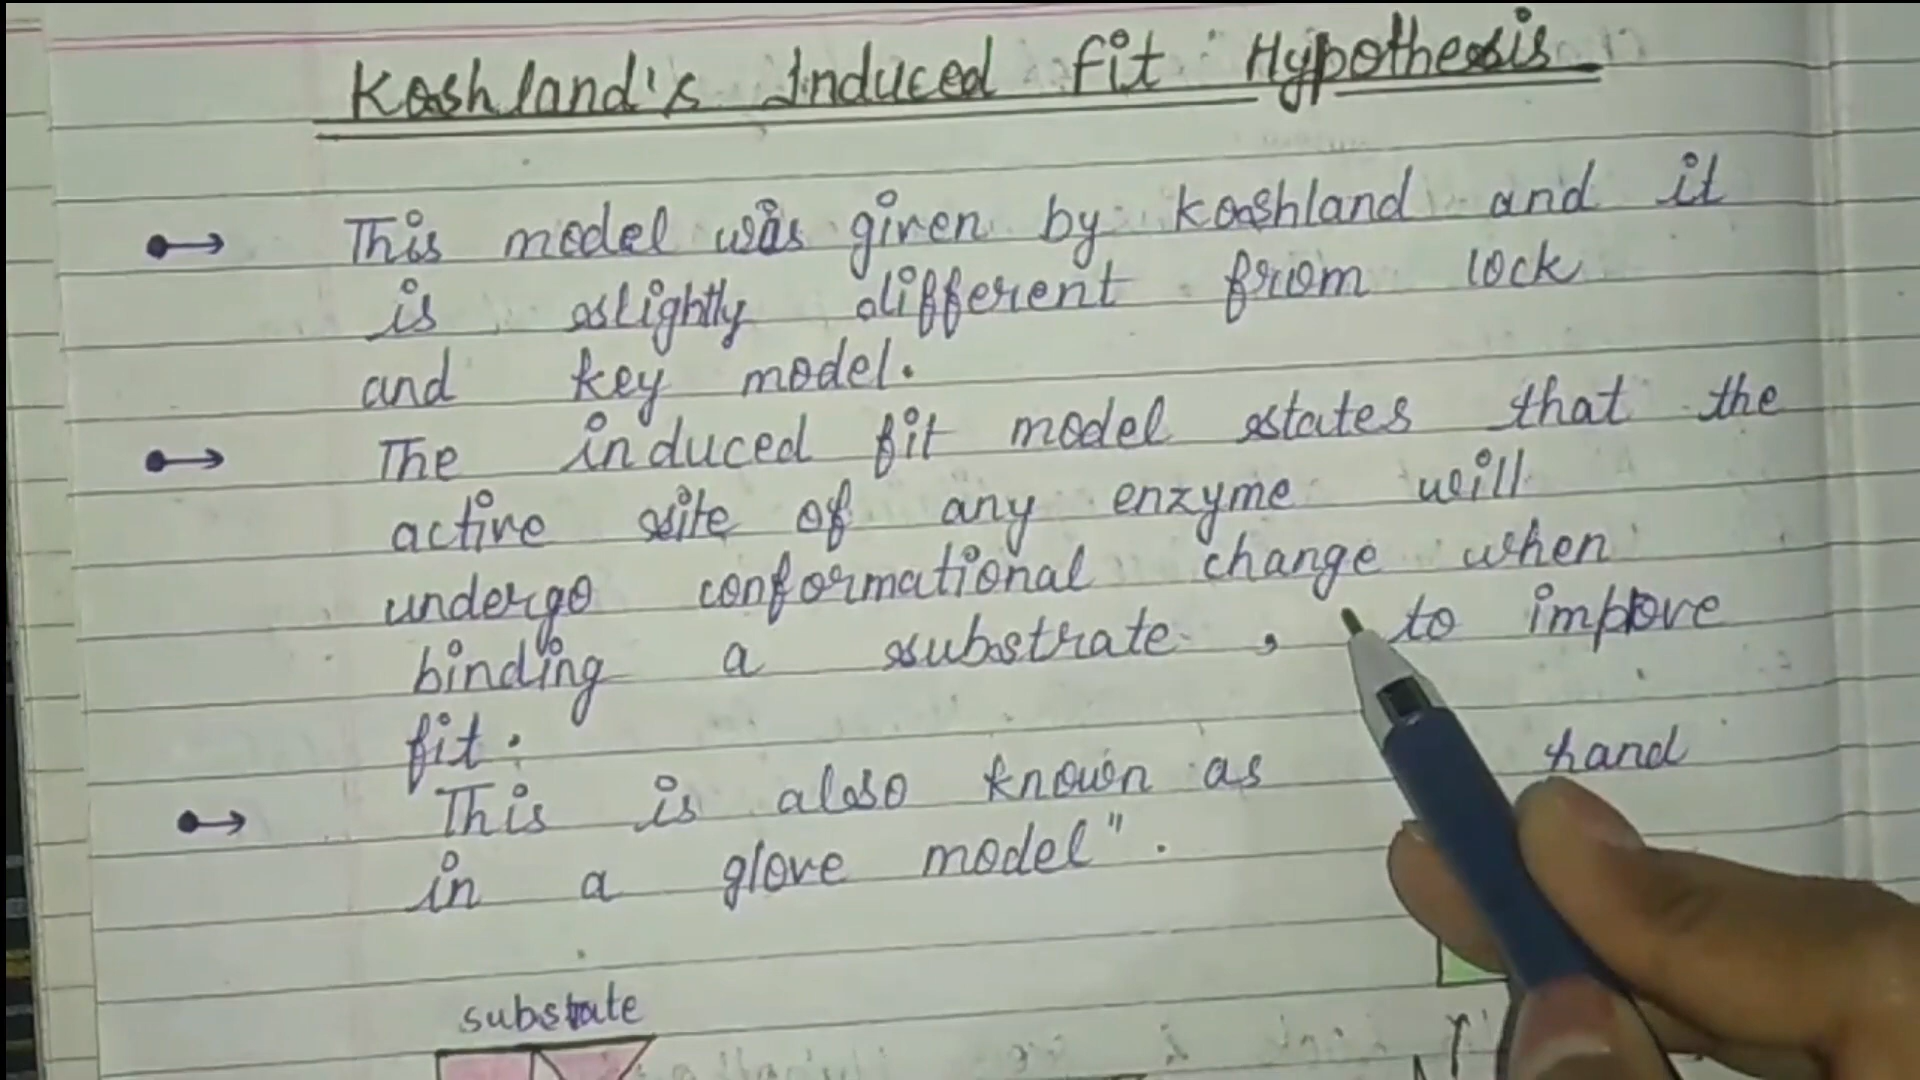 Koshland's Induced fit Hypothesis
This model was given by Koshland and it
is slightly different from lock
and key model.
The induced fit model states that the
active site of any enzyme will
undergo conformational change when
binding a substrate, to improve
fit.
This is also known as hand
in a glove model".
substrate